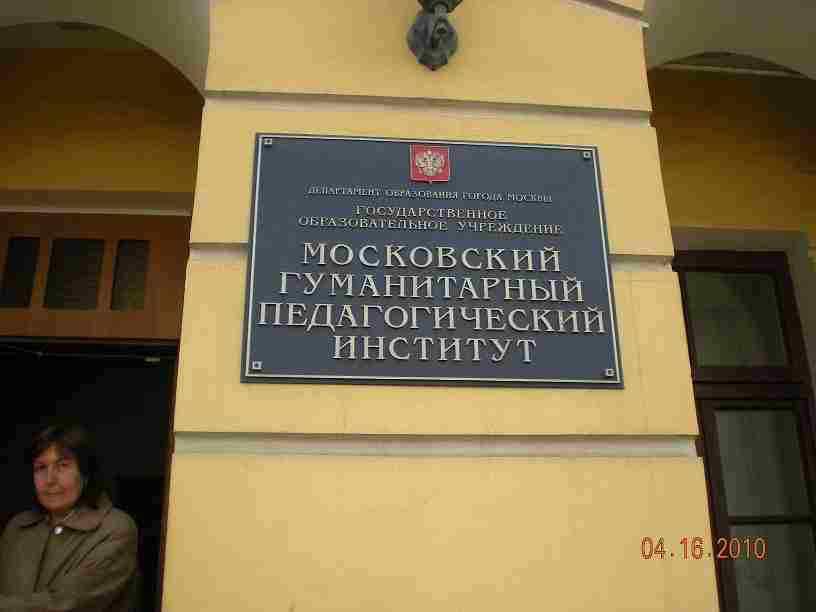 ДЕПАРТАМЕНТ ОБРАЗОВАНИЯ ГОРОДА МОСКВЫ
ГОСУДАРСТВЕННОЕ
ОБРАЗОВАТЕЛЬНОЕ УЧРЕЖДЕНИЕ
МОСКОВСКИЙ
ГУМАНИТАРНЫЙ
ПЕДАГОГИЧЕСКИЙ
ИНСТИТУТ
04.16.2010